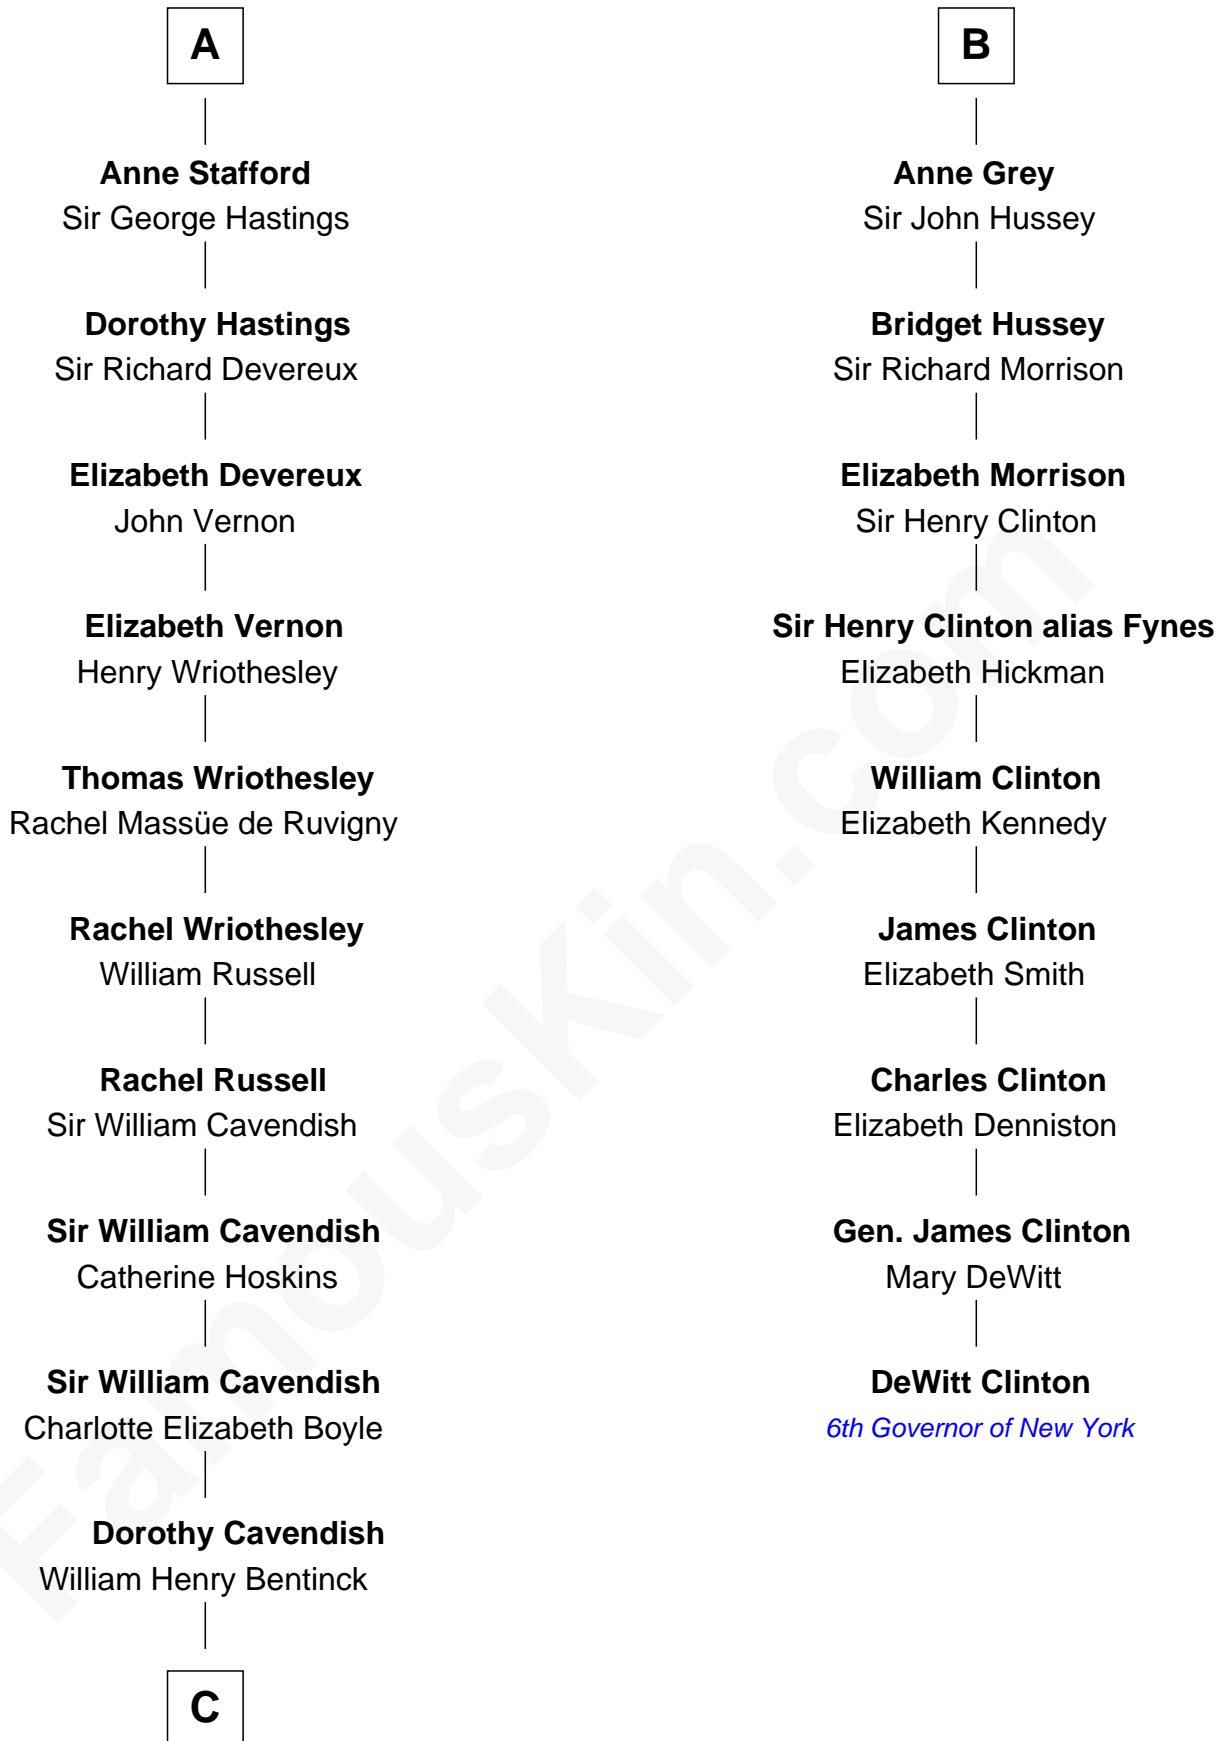 A
Anne Stafford
Sir George Hastings
Dorothy Hastings
Sir Richard Devereux
Elizabeth Devereux
John Vernon
Elizabeth Vernon
Henry Wriothesley
Thomas Wriothesley
Rachel Massüe de Ruvigny
Rachel Wriothesley
William Russell
Rachel Russell
Sir William Cavendish
Sir William Cavendish
Catherine Hoskins
Sir William Cavendish
Charlotte Elizabeth Boyle
Dorothy Cavendish
William Henry Bentinck
C
B
Anne Grey
Sir John Hussey
Bridget Hussey
Sir Richard Morrison
Elizabeth Morrison
Sir Henry Clinton
Sir Henry Clinton alias Fynes
Elizabeth Hickman
William Clinton
Elizabeth Kennedy
James Clinton
Elizabeth Smith
Charles Clinton
Elizabeth Denniston
Gen. James Clinton
Mary DeWitt
DeWitt Clinton
6th Governor of New York
FamousKin.com